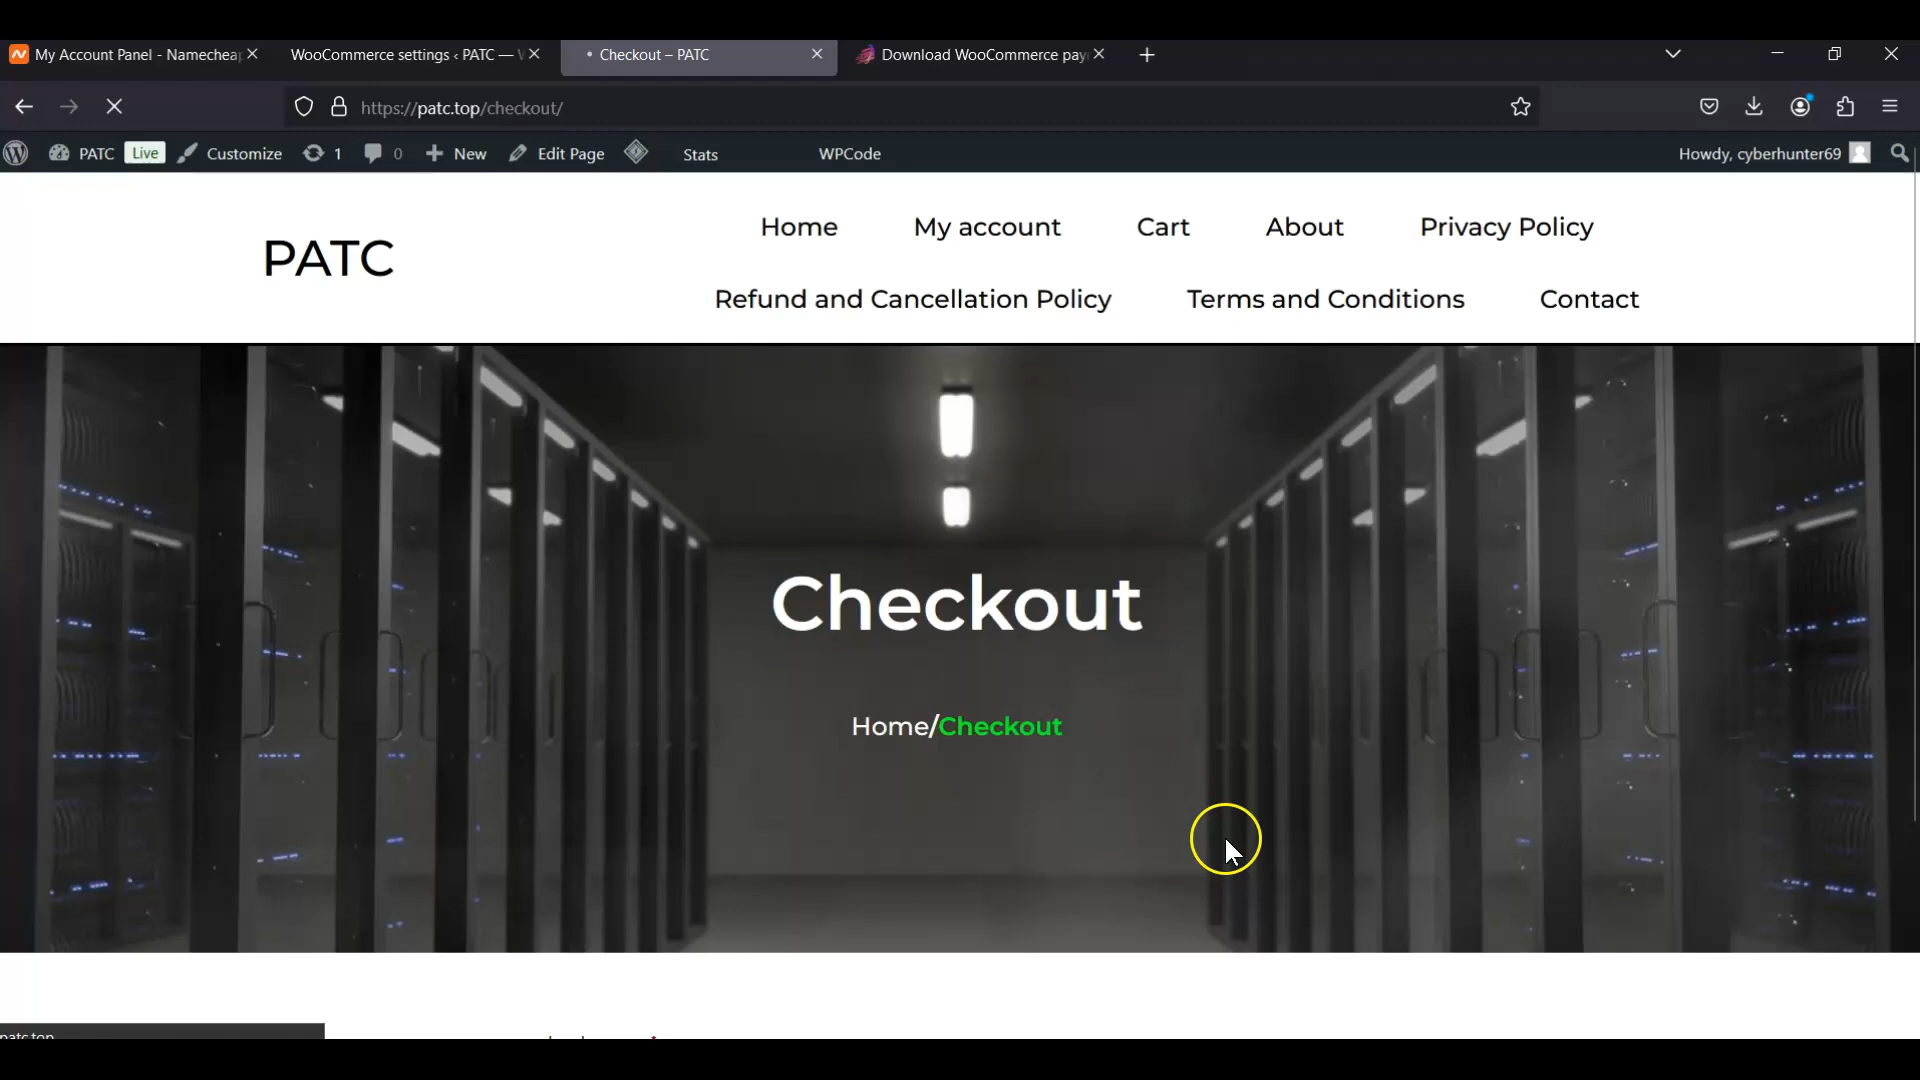 My Account Panel - Namecheap
WooCommerce settings ‹ PATC — W
Checkout – PATC
Download WooCommerce pay
https://patc.top/checkout/
PATC
Live
Customize
1
0
New
Edit Page
Stats
WPCode
Howdy, cyberhunter69
PATC
Home
My account
Cart
About
Privacy Policy
Refund and Cancellation Policy
Terms and Conditions
Contact
Checkout
Home/Checkout
patc.top